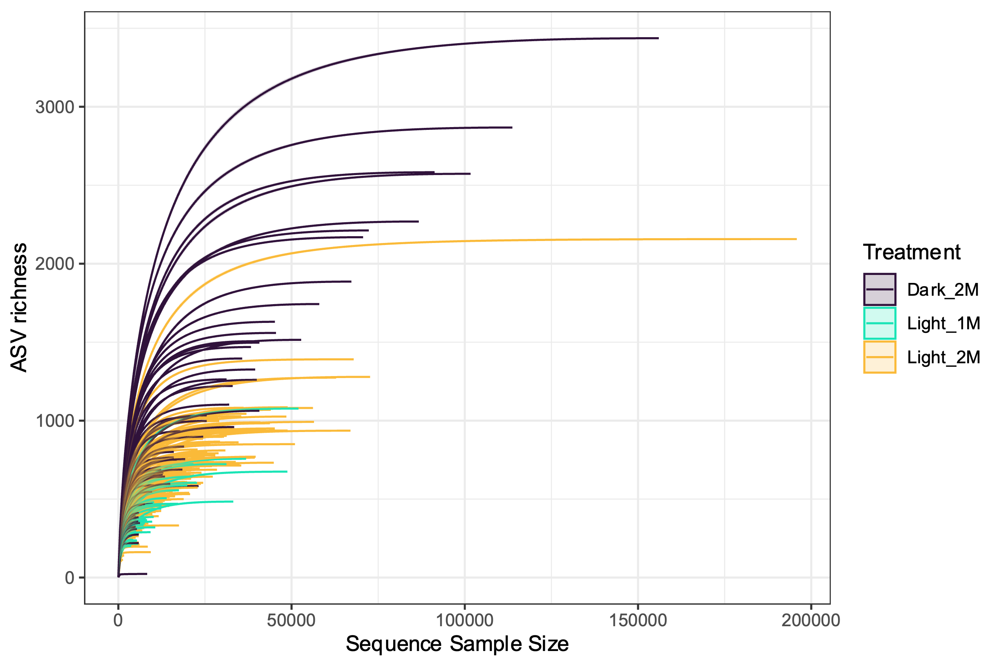 ASV richness
3000
2000
1000
0
0 50000 100000 150000 200000
Sequence Sample Size
Treatment
Dark_2M
Light_1M
Light_2M